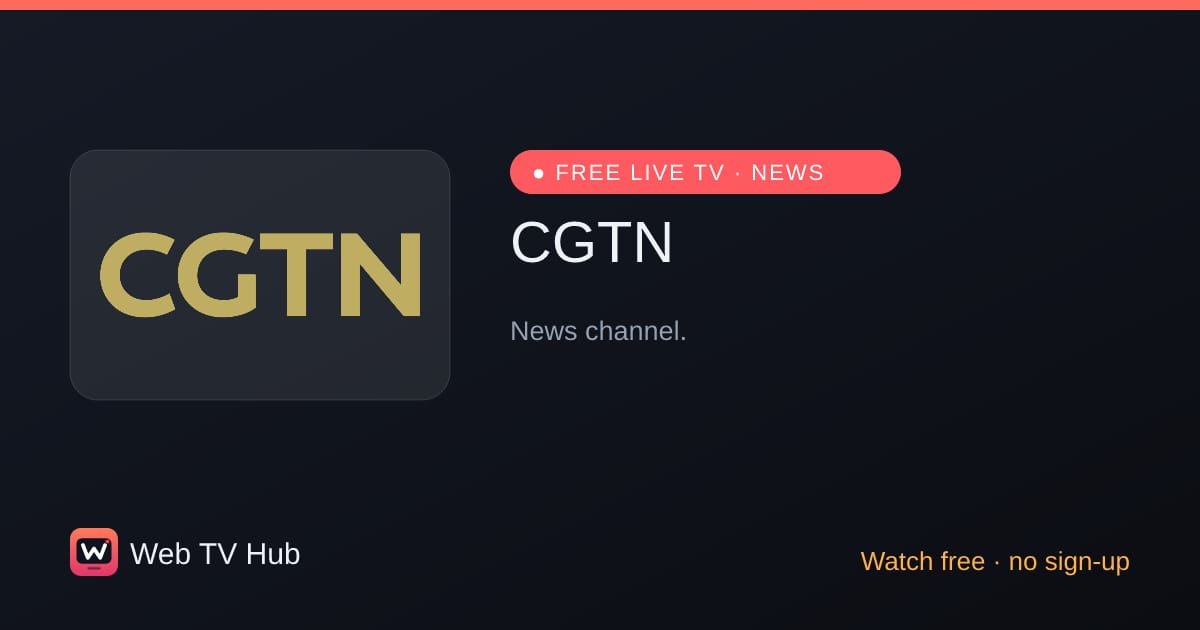 CGTN
• FREE LIVE TV · NEWS
CGTN
News channel.
W
Web TV Hub
Watch free · no sign-up